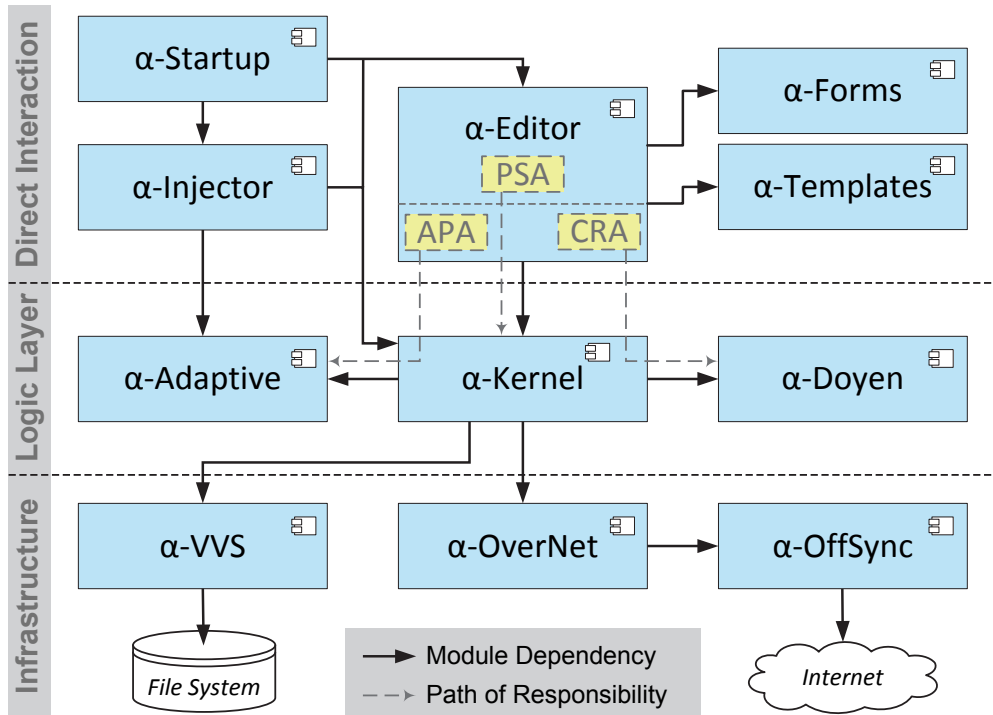 Direct Interaction
α-Startup
α-Injector
α-Editor
PSA
APA
CRA
α-Forms
α-Templates
Logic Layer
α-Adaptive
α-Kernel
α-Doyen
Infrastructure
α-VVS
α-OverNet
α-OffSync
File System
Module Dependency
Path of Responsibility
Internet